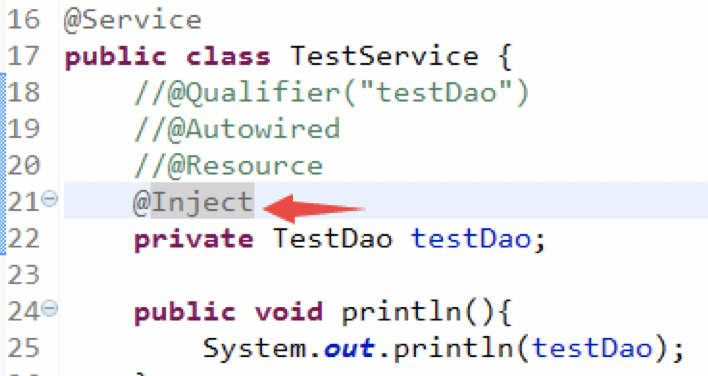 16 @Service
17 public class TestService {
18 //@Qualifier("testDao")
19 //@Autowired
20 //@Resource
21 @Inject
22 private TestDao testDao;
23
24 public void println(){
25 System.out.println(testDao);